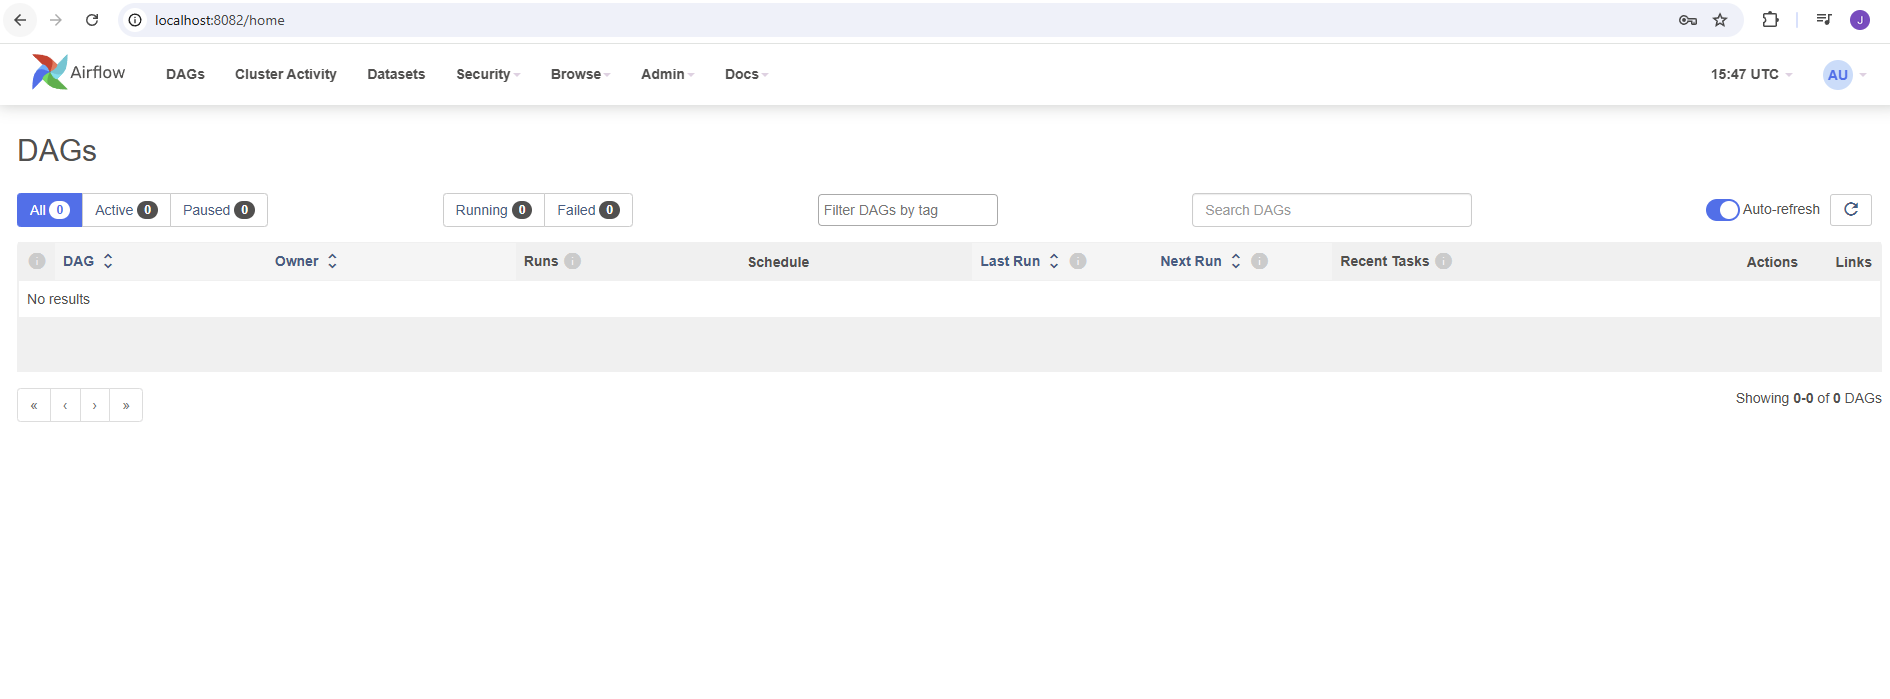 localhost:8082/home
J
Airflow DAGs Cluster Activity Datasets Security Browse Admin Docs 15:47 UTC AU
DAGs
All 0 Active 0 Paused 0 Running 0 Failed 0 Filter DAGs by tag Search DAGs Auto-refresh
DAG Owner Runs Schedule Last Run Next Run Recent Tasks Actions Links
No results
« ‹ › »
Showing 0-0 of 0 DAGs